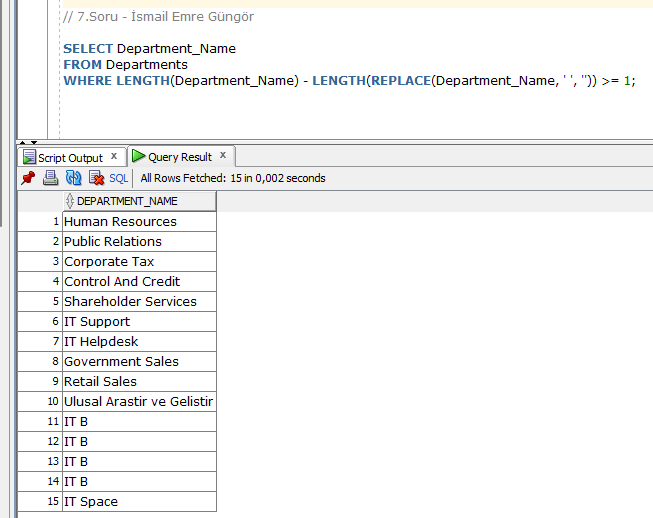 // 7.Soru - İsmail Emre Güngör
SELECT Department_Name
FROM Departments
WHERE LENGTH(Department_Name) - LENGTH(REPLACE(Department_Name, ' ', '')) >= 1;
Script Output x Query Result x
SQL All Rows Fetched: 15 in 0,002 seconds
DEPARTMENT_NAME
1 Human Resources
2 Public Relations
3 Corporate Tax
4 Control And Credit
5 Shareholder Services
6 IT Support
7 IT Helpdesk
8 Government Sales
9 Retail Sales
10 Ulusal Arastir ve Gelistir
11 IT B
12 IT B
13 IT B
14 IT B
15 IT Space